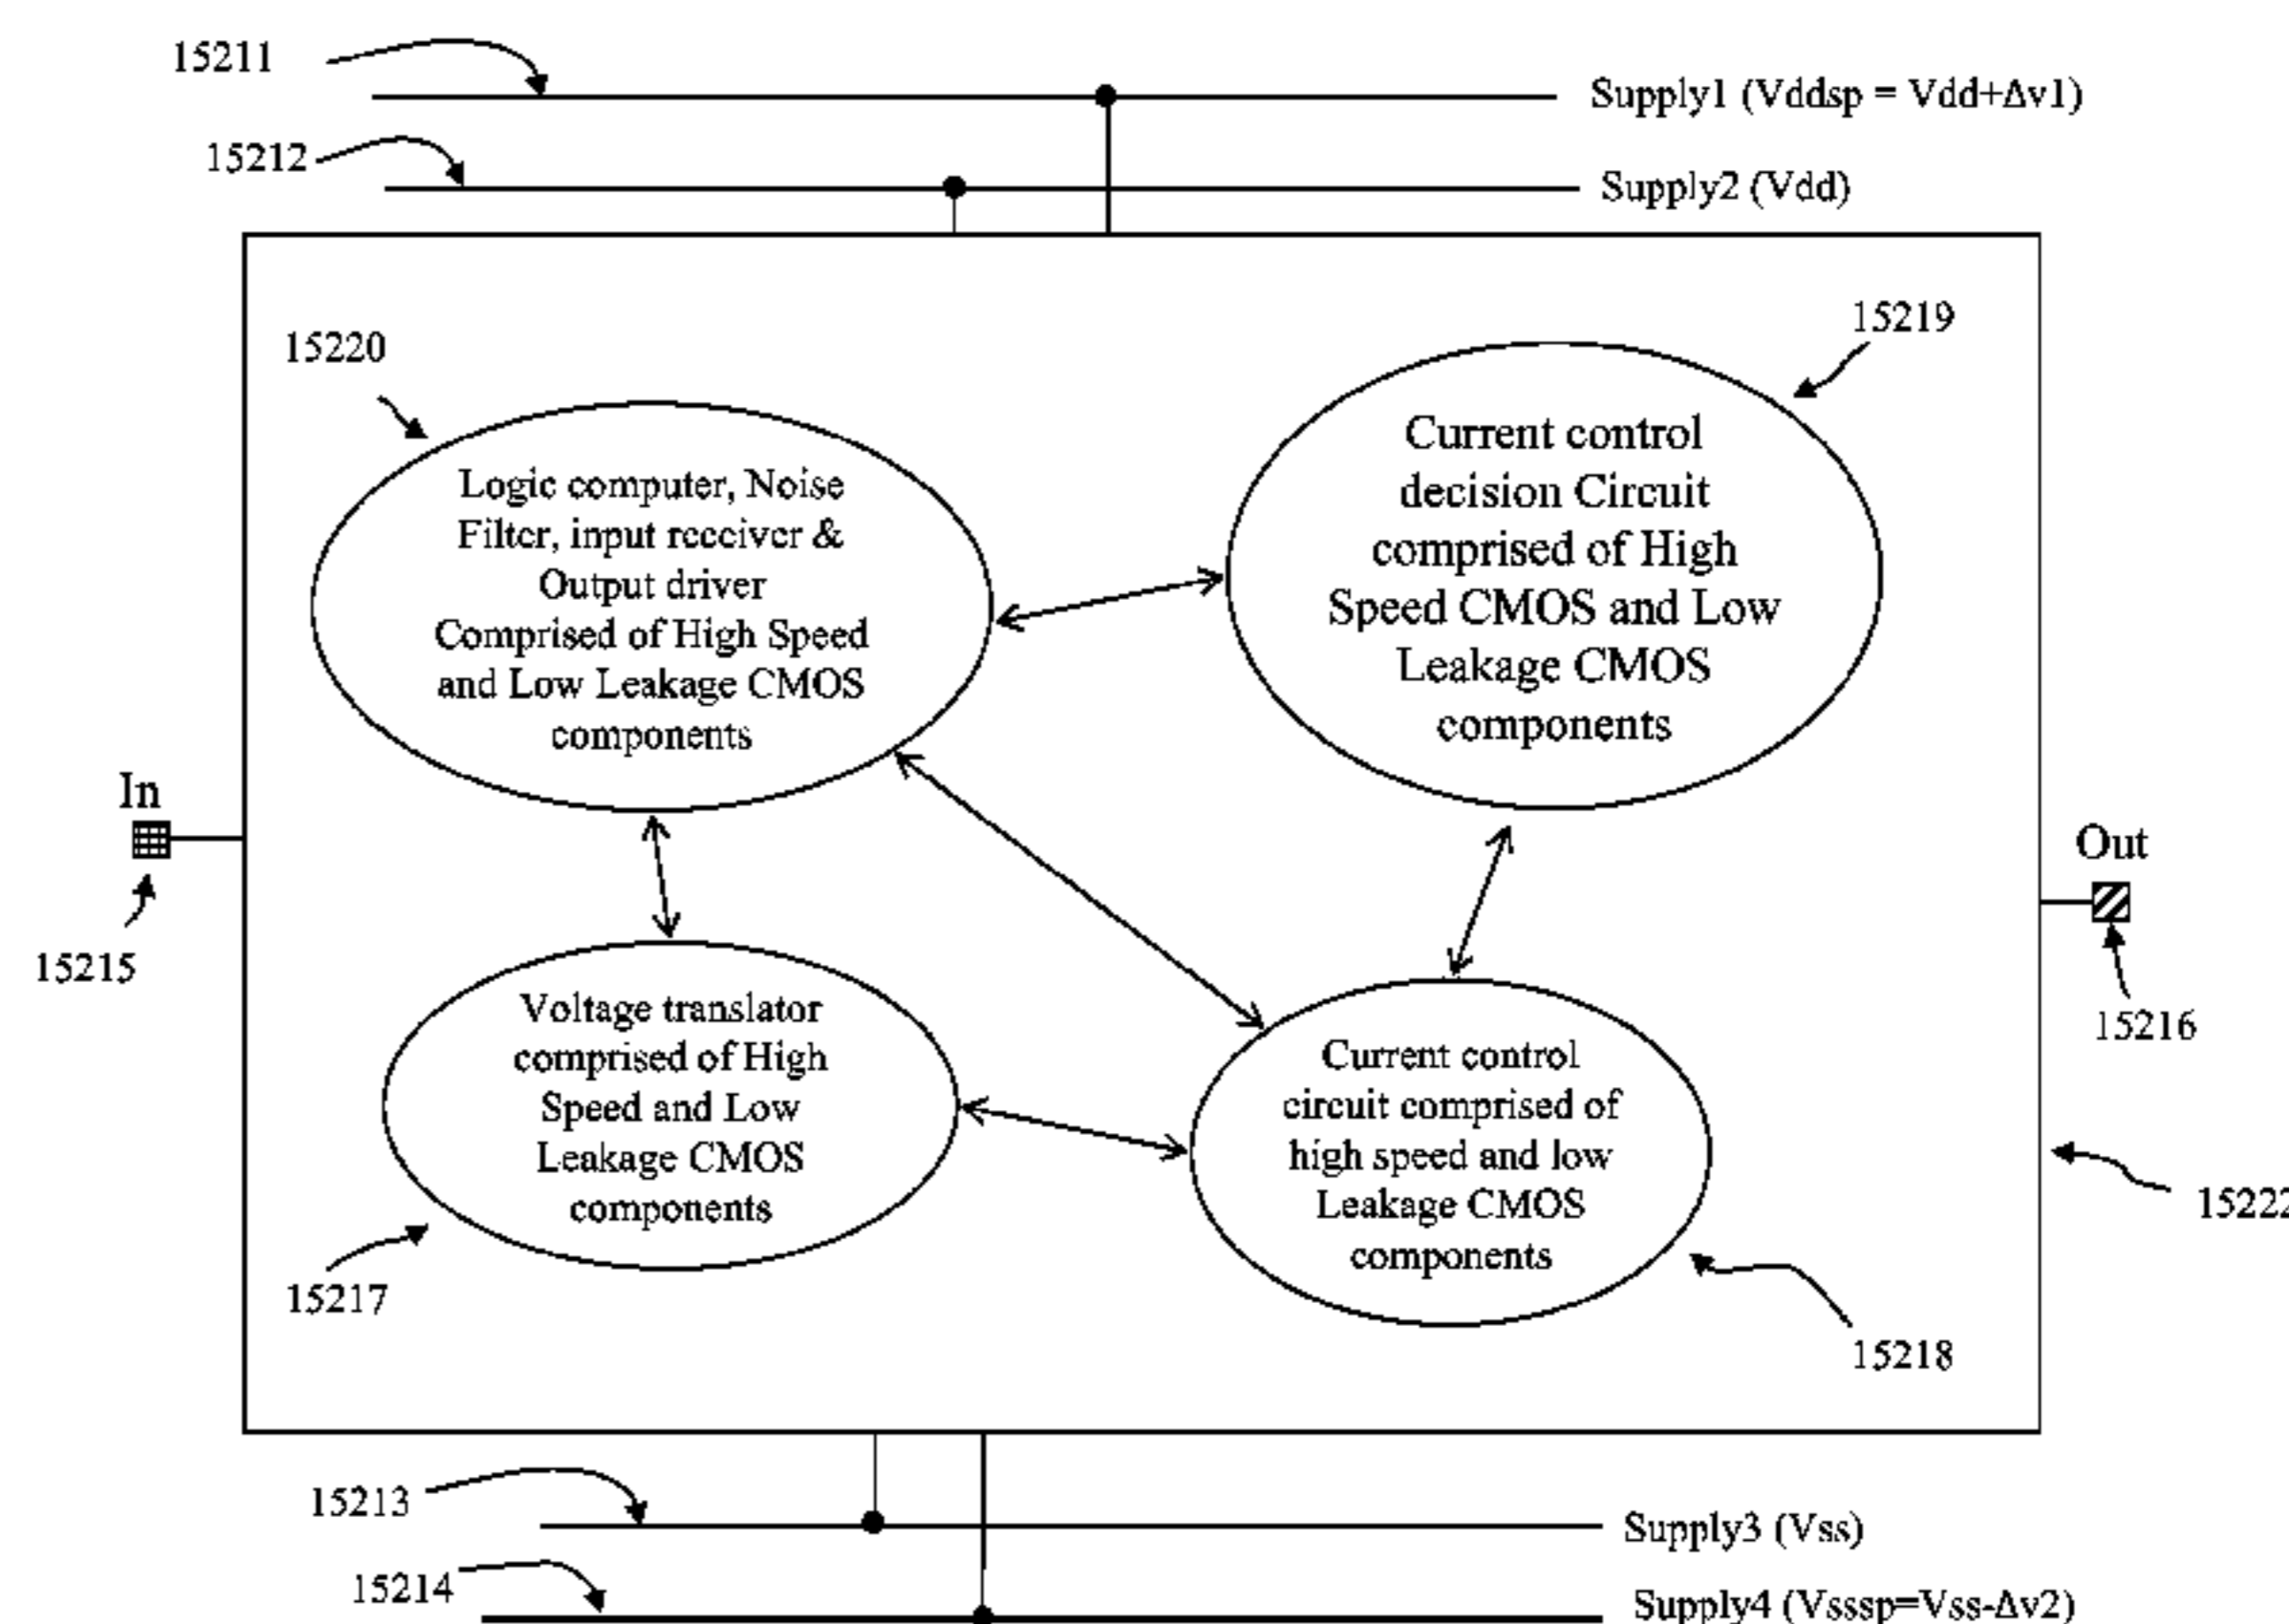 15211
Supply1 (Vddsp = Vdd+Δv1)
15212
Supply2 (Vdd)
15219
15220
Current control
decision Circuit
comprised of High
Speed CMOS and Low
Leakage CMOS
components
Logic computer, Noise
Filter, input receiver &
Output driver
Comprised of High Speed
and Low Leakage CMOS
components
In
Out
15215
15216
Voltage translator
comprised of High
Speed and Low
Leakage CMOS
components
Current control
circuit comprised of
high speed and low
Leakage CMOS
components
15222
15217
15218
15213
Supply3 (Vss)
15214
Supply4 (Vsssp=Vss-Δv2)